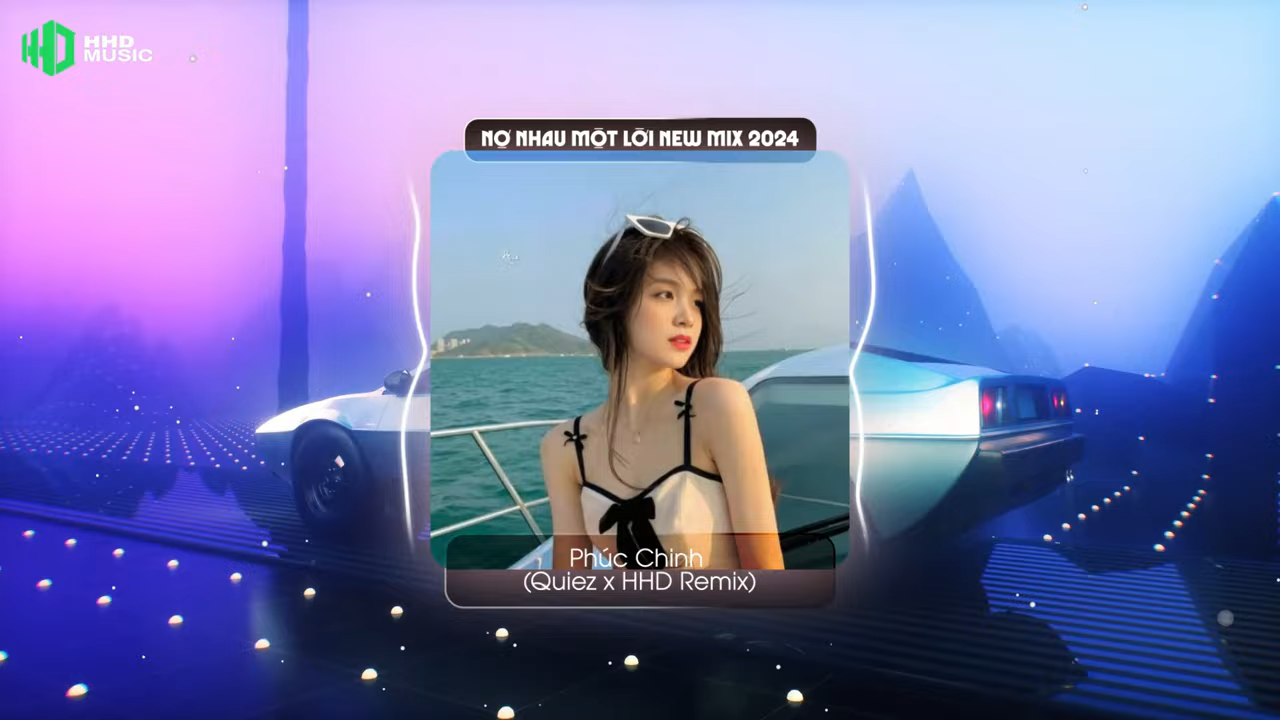 HHD
MUSIC
NỢ NHAU MỘT LỜI NEW MIX 2024
Phúc Chinh
(Quiez x HHD Remix)